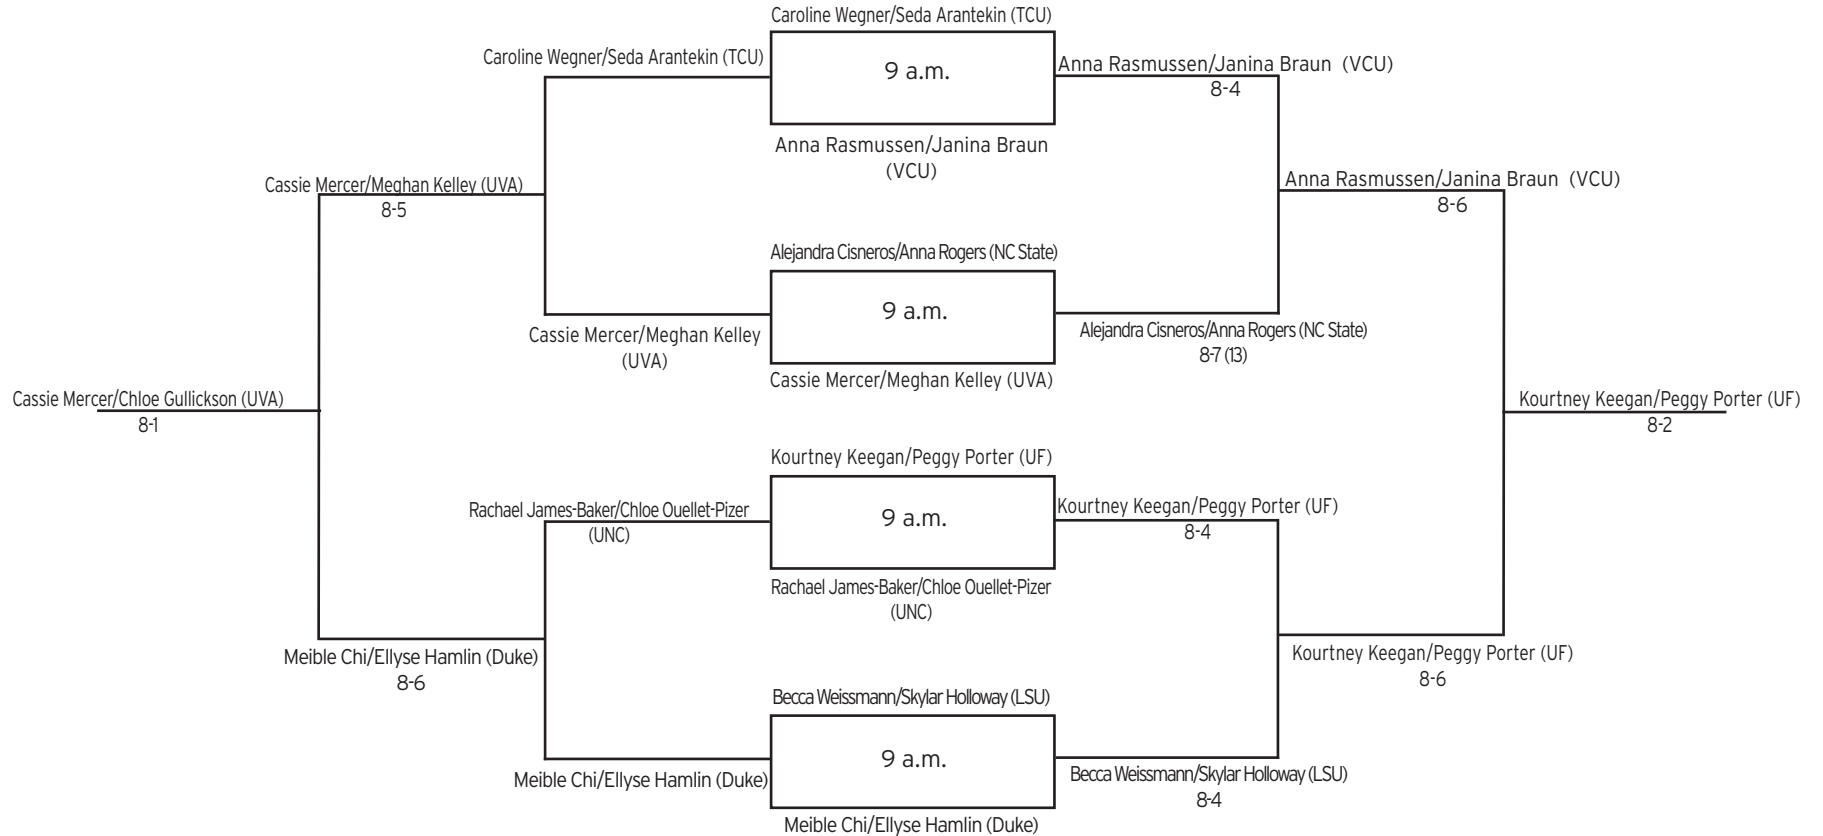 Caroline Wegner/Seda Arantekin (TCU)
Caroline Wegner/Seda Arantekin (TCU)
9 a.m.
Anna Rasmussen/Janina Braun (VCU)
8-4
Anna Rasmussen/Janina Braun
(VCU)
Cassie Mercer/Meghan Kelley (UVA)
8-5
Anna Rasmussen/Janina Braun (VCU)
8-6
Alejandra Cisneros/Anna Rogers (NC State)
9 a.m.
Cassie Mercer/Meghan Kelley
(UVA)
Alejandra Cisneros/Anna Rogers (NC State)
8-7 (13)
Cassie Mercer/Meghan Kelley (UVA)
Cassie Mercer/Chloe Gullickson (UVA)
8-1
Kourtney Keegan/Peggy Porter (UF)
8-2
Kourtney Keegan/Peggy Porter (UF)
Rachael James-Baker/Chloe Ouellet-Pizer
(UNC)
9 a.m.
Kourtney Keegan/Peggy Porter (UF)
8-4
Rachael James-Baker/Chloe Ouellet-Pizer
(UNC)
Meible Chi/Ellyse Hamlin (Duke)
8-6
Kourtney Keegan/Peggy Porter (UF)
8-6
Becca Weissmann/Skylar Holloway (LSU)
9 a.m.
Meible Chi/Ellyse Hamlin (Duke)
Becca Weissmann/Skylar Holloway (LSU)
8-4
Meible Chi/Ellyse Hamlin (Duke)